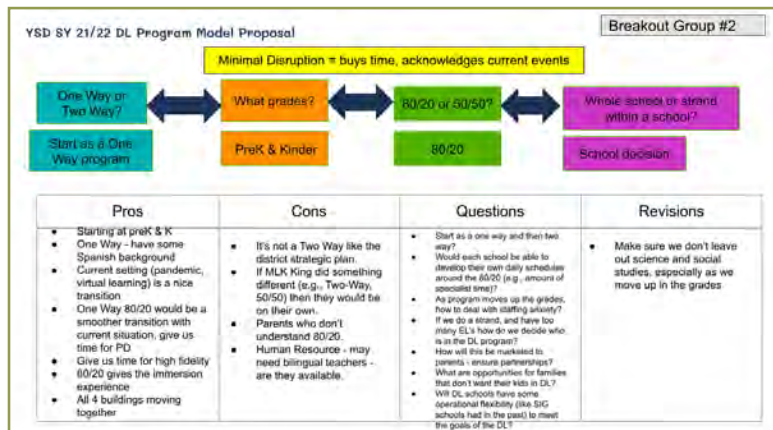 YSD SY 21/22 DL Program Model Proposal
Breakout Group #2
Minimal Disruption = buys time, acknowledges current events
One Way or
Two Way?
What grades?
80/20 or 50/50?
Whole school or strand
within a school?
Start as a One
Way program
PreK & Kinder
80/20
School decision
Pros
Starting at preK & K
One Way - have some
Spanish background
Current setting (pandemic,
virtual learning) is a nice
transition
One Way 80/20 would be a
smoother transition with
current situation, give us
time for PD
Give us time for high fidelity
80/20 gives the immersion
experience
All 4 buildings moving
together
Cons
It's not a Two Way like the
district strategic plan.
If MLK King did something
different (e.g., Two-Way,
50/50) then they would be
on their own.
Parents who don't
understand 80/20.
Human Resource - may
need bilingual teachers -
are they available.
Questions
Start as a one way and then two
way?
Would each school be able to
develop their own daily schedules
around the 80/20 (e.g., amount of
specialist time)?
As program moves up the grades,
how to deal with staffing anxiety?
If we do a strand, and have too
many EL's how do we decide who
is in the DL program?
How will this be marketed to
parents - ensure partnerships?
What are opportunities for families
that don't want their kids in DL?
Will DL schools have some
operational flexibility (like SIG
schools had in the past) to meet
the goals of the DL?
Revisions
Make sure we don't leave
out science and social
studies, especially as we
move up in the grades